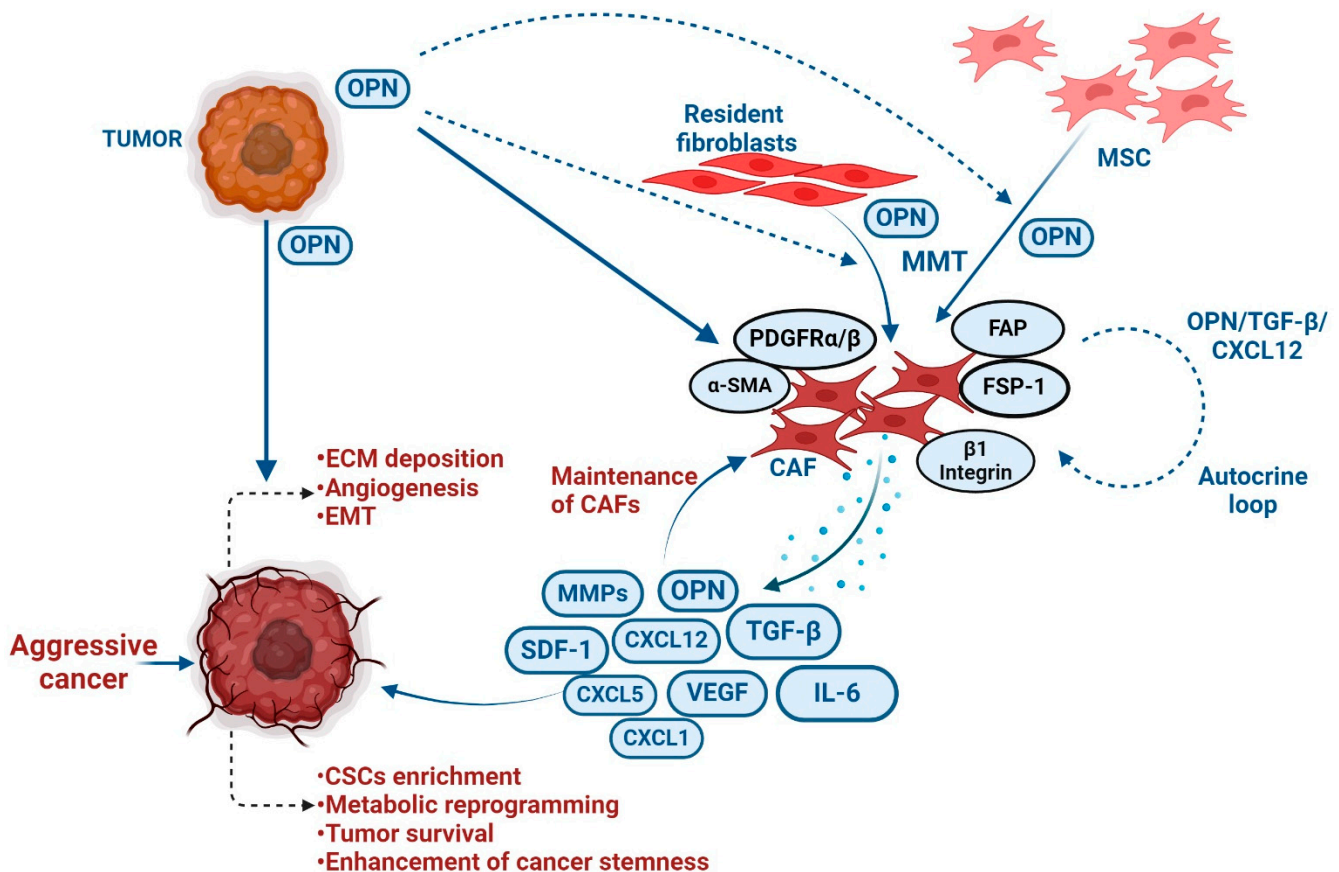 OPN
TUMOR
OPN
Resident
fibroblasts
OPN
MMT
MSC
OPN
PDGFRα/β
α-SMA
FAP
FSP-1
β1
Integrin
CAF
OPN/TGF-β/
CXCL12
Autocrine
loop
•ECM deposition
•Angiogenesis
•EMT
Maintenance
of CAFs
MMPs
OPN
SDF-1
CXCL12
TGF-β
CXCL5
VEGF
IL-6
CXCL1
Aggressive
cancer
•CSCs enrichment
•Metabolic reprogramming
•Tumor survival
•Enhancement of cancer stemness